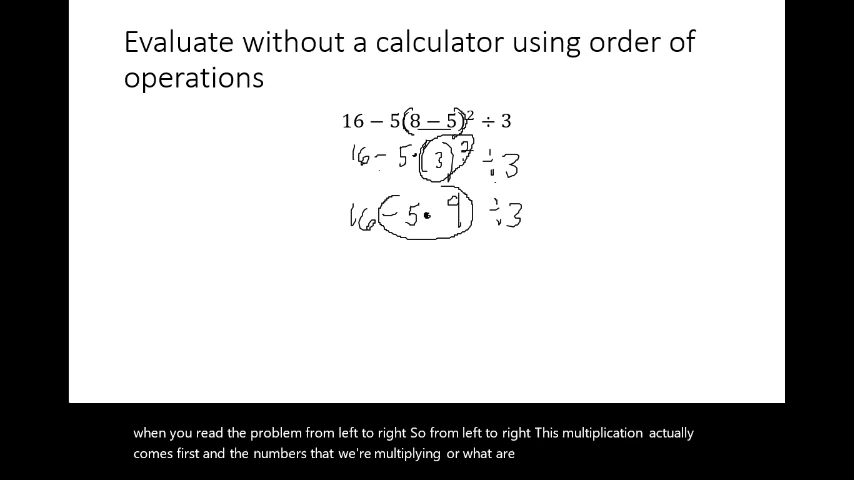 Evaluate without a calculator using order of
operations
16 − 5(8 − 5)² ÷ 3
16 − 5 · (3)² ÷ 3
16 − 5 · 9 ÷ 3
when you read the problem from left to right So from left to right This multiplication actually
comes first and the numbers that we're multiplying or what are